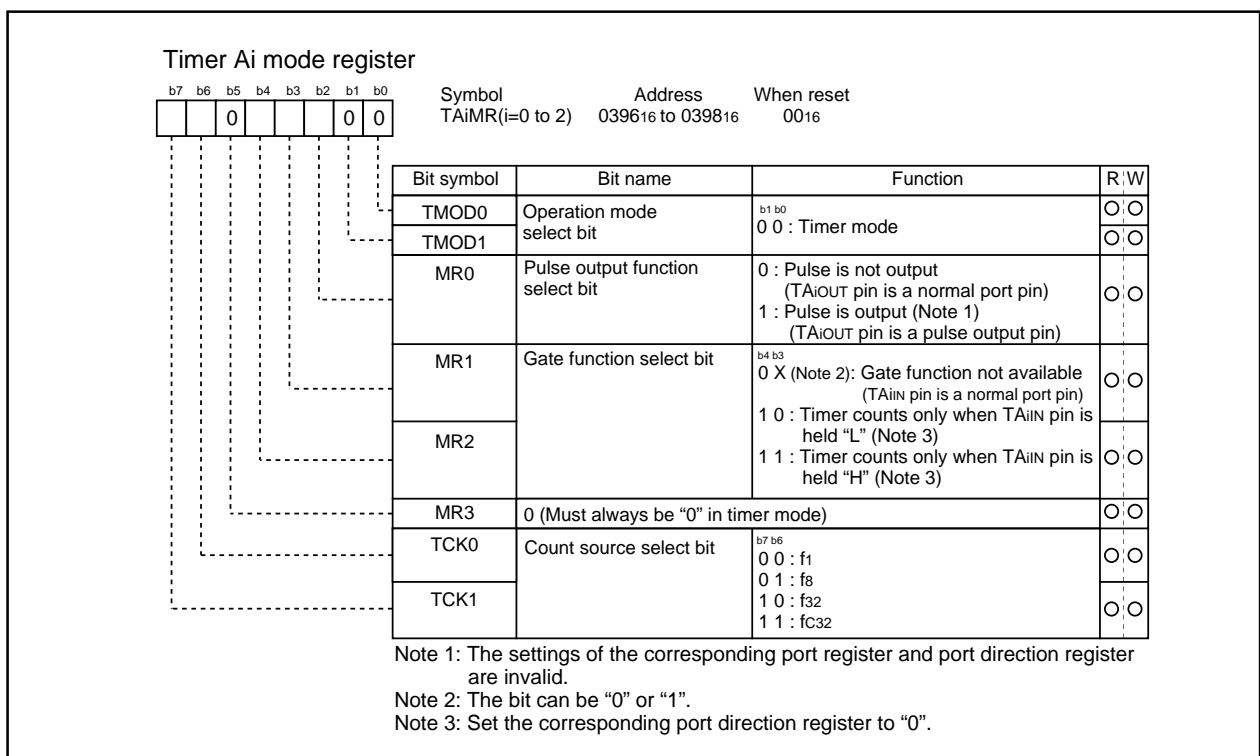 Timer Ai mode register
b7 b6 b5 b4 b3 b2 b1 b0
0 0 0
Symbol Address When reset
TAiMR(i=0 to 2) 039616 to 039816 0016
Bit symbol Bit name Function R W
TMOD0 Operation mode select bit b1 b0
0 0 : Timer mode
TMOD1
MR0 Pulse output function select bit 0 : Pulse is not output
(TAiOUT pin is a normal port pin)
1 : Pulse is output (Note 1)
(TAiOUT pin is a pulse output pin)
MR1 Gate function select bit b4 b3
0 X (Note 2): Gate function not available
(TAiIN pin is a normal port pin)
1 0 : Timer counts only when TAiIN pin is
held “L” (Note 3)
MR2
1 1 : Timer counts only when TAiIN pin is
held “H” (Note 3)
MR3 0 (Must always be “0” in timer mode)
TCK0 Count source select bit b7 b6
0 0 : f1
0 1 : f8
TCK1 1 0 : f32
1 1 : fC32
Note 1: The settings of the corresponding port register and port direction register
are invalid.
Note 2: The bit can be “0” or “1”.
Note 3: Set the corresponding port direction register to “0”.